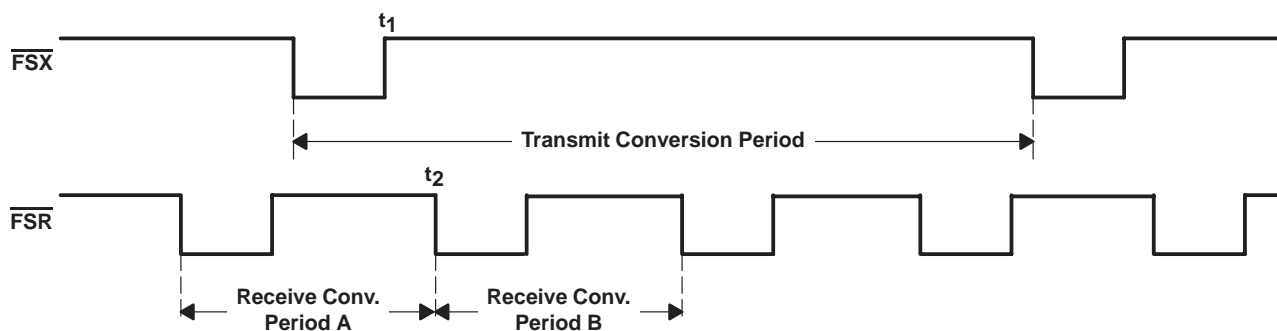 t1
FSX
Transmit Conversion Period
t2
FSR
Receive Conv.
Period A
Receive Conv.
Period B